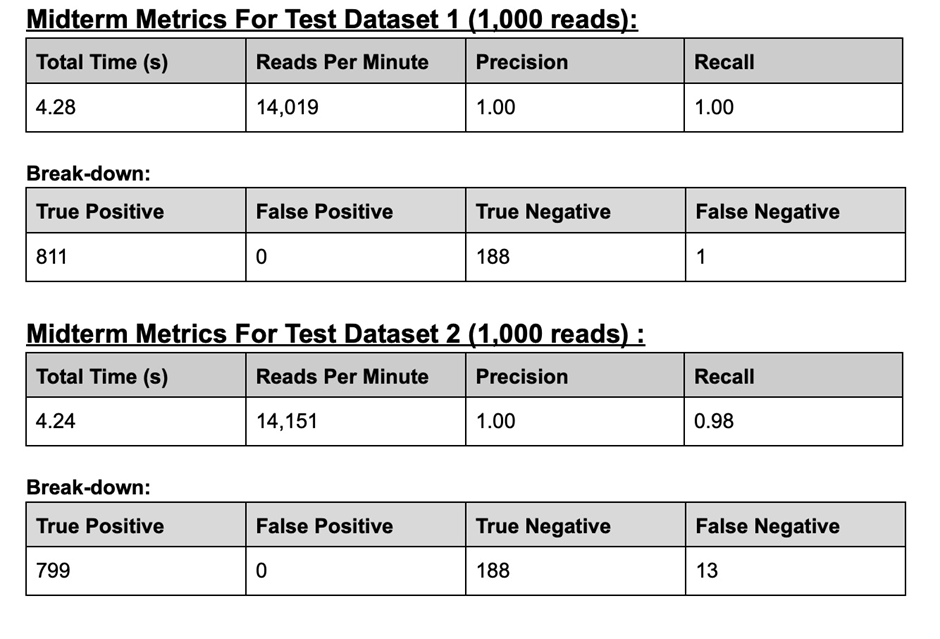 Midterm Metrics For Test Dataset 1 (1,000 reads):
Total Time (s) Reads Per Minute Precision Recall
4.28 14,019 1.00 1.00
Break-down:
True Positive False Positive True Negative False Negative
811 0 188 1
Midterm Metrics For Test Dataset 2 (1,000 reads) :
Total Time (s) Reads Per Minute Precision Recall
4.24 14,151 1.00 0.98
Break-down:
True Positive False Positive True Negative False Negative
799 0 188 13